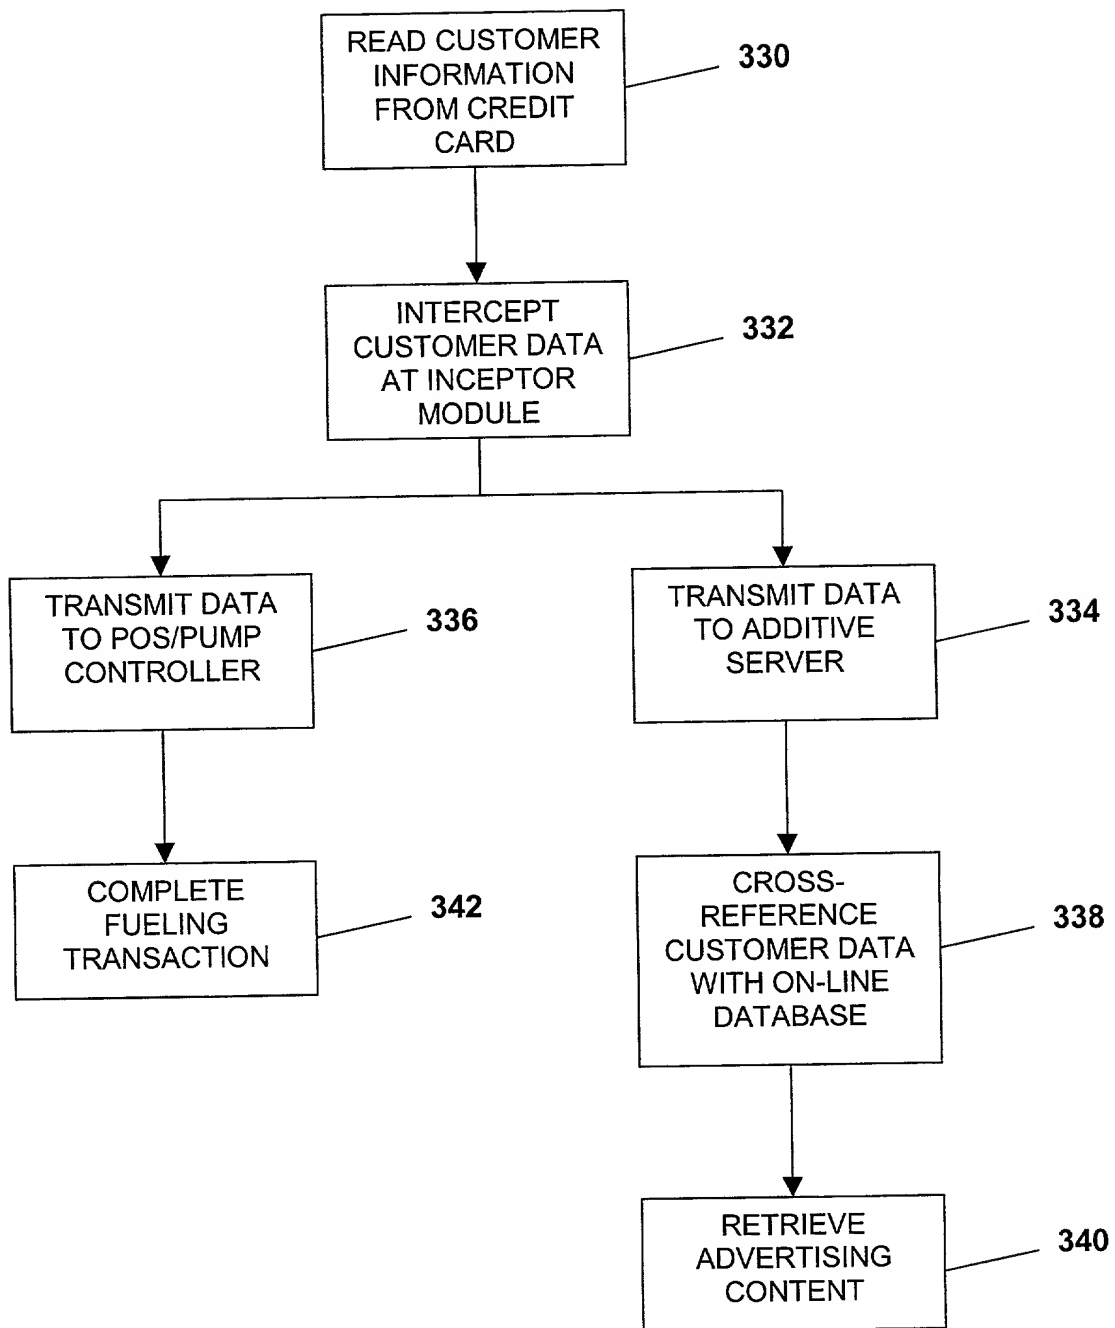 READ CUSTOMER
INFORMATION
FROM CREDIT
CARD
330
INTERCEPT
CUSTOMER DATA
AT INCEPTOR
MODULE
332
TRANSMIT DATA
TO POS/PUMP
CONTROLLER
336
TRANSMIT DATA
TO ADDITIVE
SERVER
334
COMPLETE
FUELING
TRANSACTION
342
CROSS-
REFERENCE
CUSTOMER DATA
WITH ON-LINE
DATABASE
338
RETRIEVE
ADVERTISING
CONTENT
340